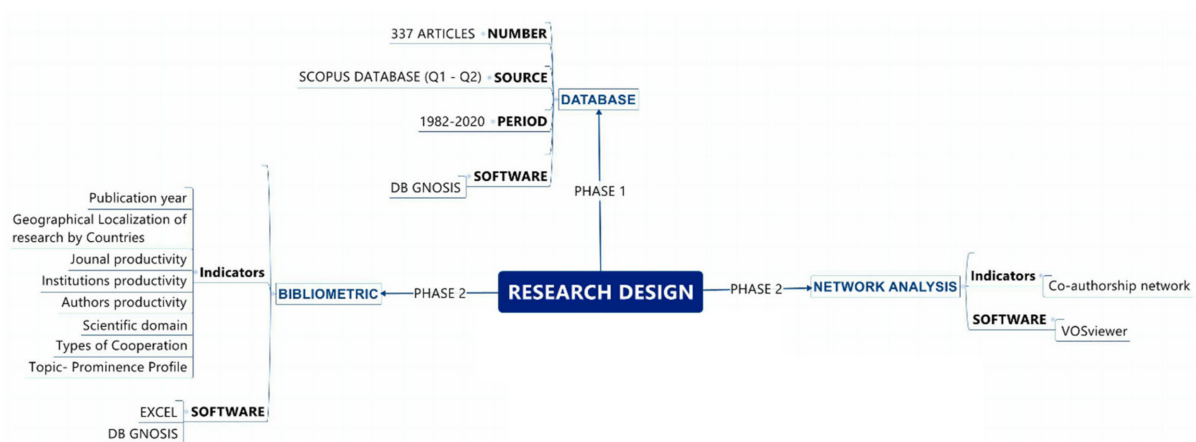 337 ARTICLES NUMBER
SCOPUS DATABASE (Q1 - Q2) SOURCE
DATABASE
1982-2020 PERIOD
SOFTWARE
DB GNOSIS
PHASE 1
Publication year
Geographical Localization of
research by Countries
Jounal productivity
Institutions productivity
Authors productivity
Scientific domain
Types of Cooperation
Topic- Prominence Profile
Indicators
EXCEL
DB GNOSIS
SOFTWARE
BIBLIOMETRIC
PHASE 2
RESEARCH DESIGN
PHASE 2
NETWORK ANALYSIS
Indicators
Co-authorship network
SOFTWARE
VOSviewer